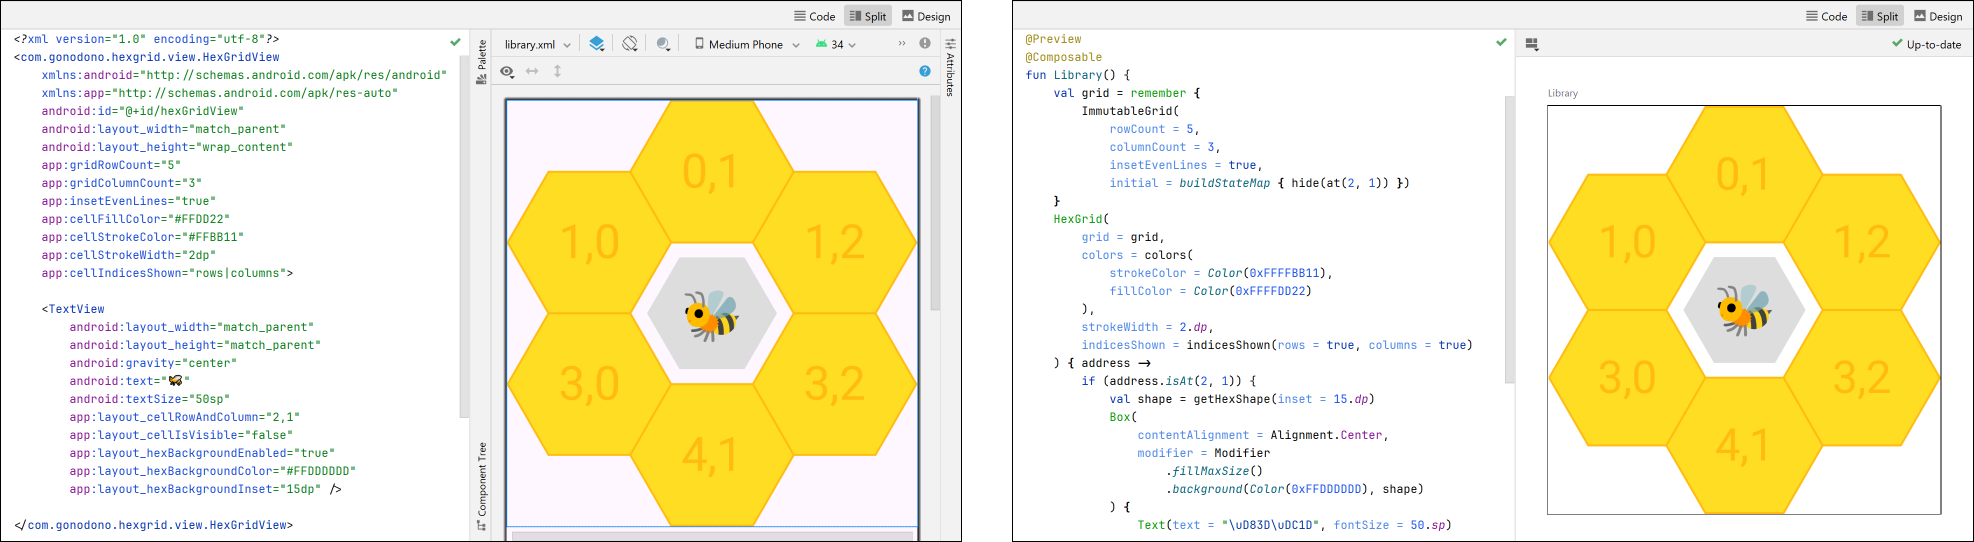 Code Split Design
<?xml version="1.0" encoding="utf-8"?>
<com.gonodono.hexgrid.view.HexGridView
xmlns:android="http://schemas.android.com/apk/res/android"
xmlns:app="http://schemas.android.com/apk/res-auto"
android:id="@+id/hexGridView"
android:layout_width="match_parent"
android:layout_height="wrap_content"
app:gridRowCount="5"
app:gridColumnCount="3"
app:insetEvenLines="true"
app:cellFillColor="#FFDD22"
app:cellStrokeColor="#FFBB11"
app:cellStrokeWidth="2dp"
app:cellIndicesShown="rows|columns">
<TextView
android:layout_width="match_parent"
android:layout_height="match_parent"
android:gravity="center"
android:text="🐝"
android:textSize="50sp"
app:layout_cellRowAndColumn="2,1"
app:layout_cellIsVisible="false"
app:layout_hexBackgroundEnabled="true"
app:layout_hexBackgroundColor="#FFDDDDDD"
app:layout_hexBackgroundInset="15dp" />
</com.gonodono.hexgrid.view.HexGridView>
Palette
Component Tree
library.xml Medium Phone 34 »
Attributes
0,1
1,0 1,2
3,0 3,2
4,1
Code Split Design
@Preview
@Composable
fun Library() {
val grid = remember {
ImmutableGrid(
rowCount = 5,
columnCount = 3,
insetEvenLines = true,
initial = buildStateMap { hide(at(2, 1)) })
}
HexGrid(
grid = grid,
colors = colors(
strokeColor = Color(0xFFFFBB11),
fillColor = Color(0xFFFFDD22)
),
strokeWidth = 2.dp,
indicesShown = indicesShown(rows = true, columns = true)
) { address ->
if (address.isAt(2, 1)) {
val shape = getHexShape(inset = 15.dp)
Box(
contentAlignment = Alignment.Center,
modifier = Modifier
.fillMaxSize()
.background(Color(0xFFDDDDDD), shape)
) {
Text(text = "\uD83D\uDC1D", fontSize = 50.sp)
Up-to-date
Library
0,1
1,0 1,2
3,0 3,2
4,1